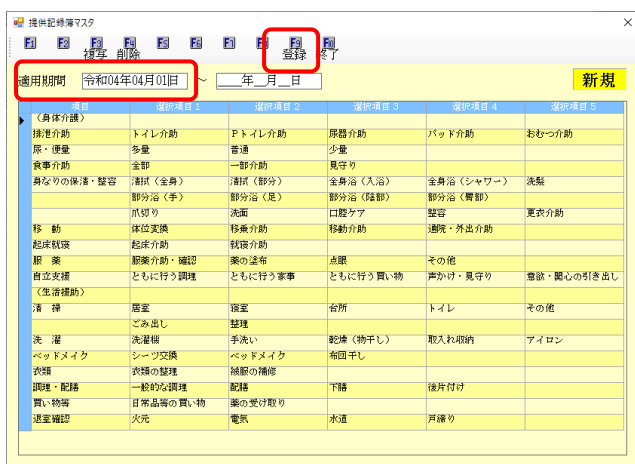 提供記録簿マスタ
F1 F2 F3 F4 F5 F6 F7 F8 F9 F10
複写 削除 登録 終了
適用期間 令和04年04月01日 ～ ____年__月__日 新規
項目 選択項目1 選択項目2 選択項目3 選択項目4 選択項目5
(身体介護)
排泄介助 トイレ介助 Pトイレ介助 尿器介助 パッド介助 おむつ介助
尿・便量 多量 普通 少量
食事介助 全部 一部介助 見守り
身なりの保清・整容 清拭(全身) 清拭(部分) 全身浴(入浴) 全身浴(シャワー) 洗髪
部分浴(手) 部分浴(足) 部分浴(陰部) 部分浴(臀部)
爪切り 洗面 口腔ケア 整容 更衣介助
移 動 体位変換 移乗介助 移動介助 通院・外出介助
起床就寝 起床介助 就寝介助
服 薬 服薬介助・確認 薬の塗布 点眼 その他
自立支援 ともに行う調理 ともに行う家事 ともに行う買い物 声かけ・見守り 意欲・関心の引き出し
(生活援助)
清 掃 居室 寝室 台所 トイレ その他
ごみ出し 整理
洗 濯 洗濯機 手洗い 乾燥(物干し) 取入れ収納 アイロン
ベッドメイク シーツ交換 ベッドメイク 布団干し
衣類 衣類の整理 被服の補修
調理・配膳 一般的な調理 配膳 下膳 後片付け
買い物等 日常品等の買い物 薬の受け取り
退室確認 火元 電気 水道 戸締り